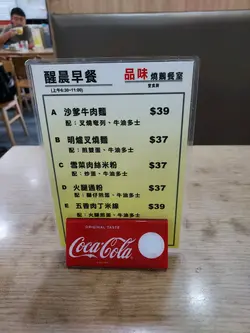 醒晨早餐
(上午6:30-11:00)
品味燒鵝餐室
A 沙爹牛肉麵 $39
配：叉燒奄列、牛油多士
B 明爐叉燒麵 $37
配：煎雙蛋、牛油多士
C 雪菜肉絲米粉 $37
配：炒蛋、牛油多士
D 火腿通粉 $37
配：腸仔煎蛋、牛油多士
E 五香肉丁米線 $39
配：火腿煎蛋、牛油多士
ORIGINAL TASTE
Coca-Cola